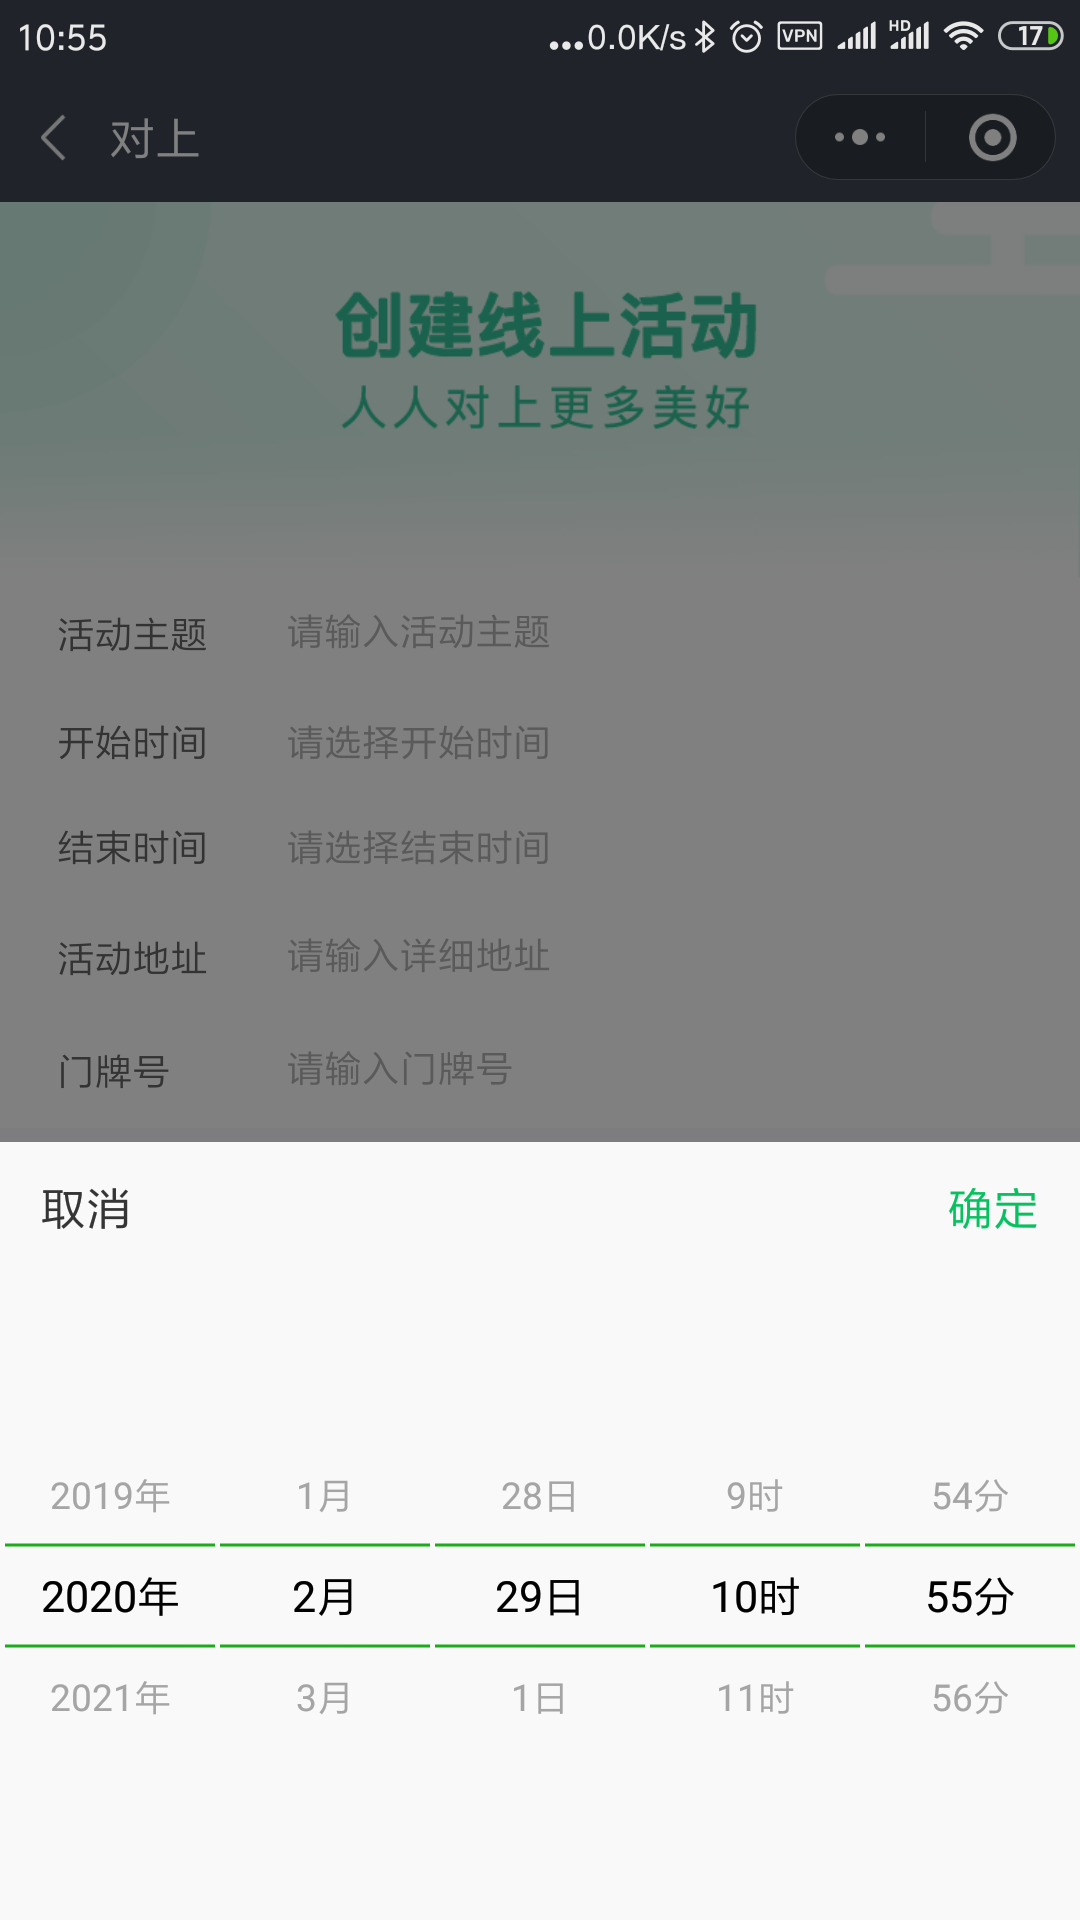 10:55
...0.0K/s VPN HD 17
对上
创建线上活动
人人对上更多美好
活动主题 请输入活动主题
开始时间 请选择开始时间
结束时间 请选择结束时间
活动地址 请输入详细地址
门牌号 请输入门牌号
取消 确定
2019年 1月 28日 9时 54分
2020年 2月 29日 10时 55分
2021年 3月 1日 11时 56分